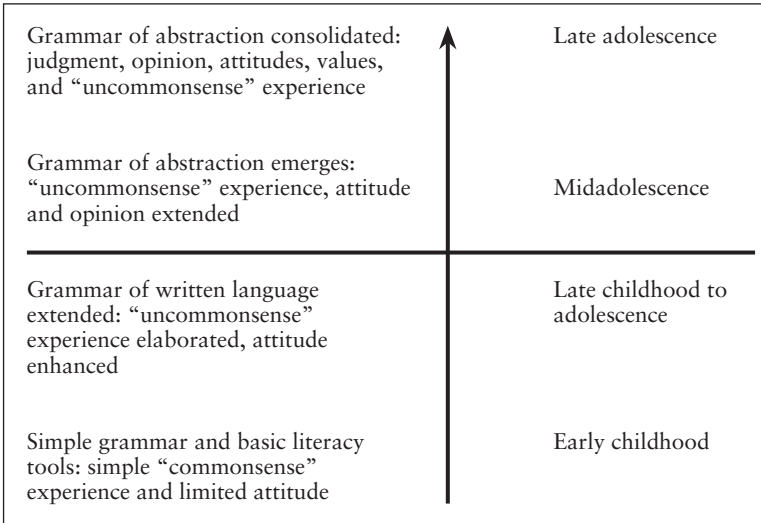 Grammar of abstraction consolidated:
judgment, opinion, attitudes, values,
and “uncommonsense” experience
Late adolescence
Grammar of abstraction emerges:
“uncommonsense” experience, attitude
and opinion extended
Midadolescence
Grammar of written language
extended: “uncommonsense”
experience elaborated, attitude
enhanced
Late childhood to
adolescence
Simple grammar and basic literacy
tools: simple “commonsense”
experience and limited attitude
Early childhood